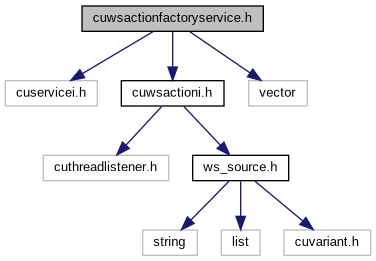 cuwsactionfactoryservice.h
cuservicei.h
cuwsactioni.h
vector
cuthreadlistener.h
ws_source.h
string
list
cuvariant.h